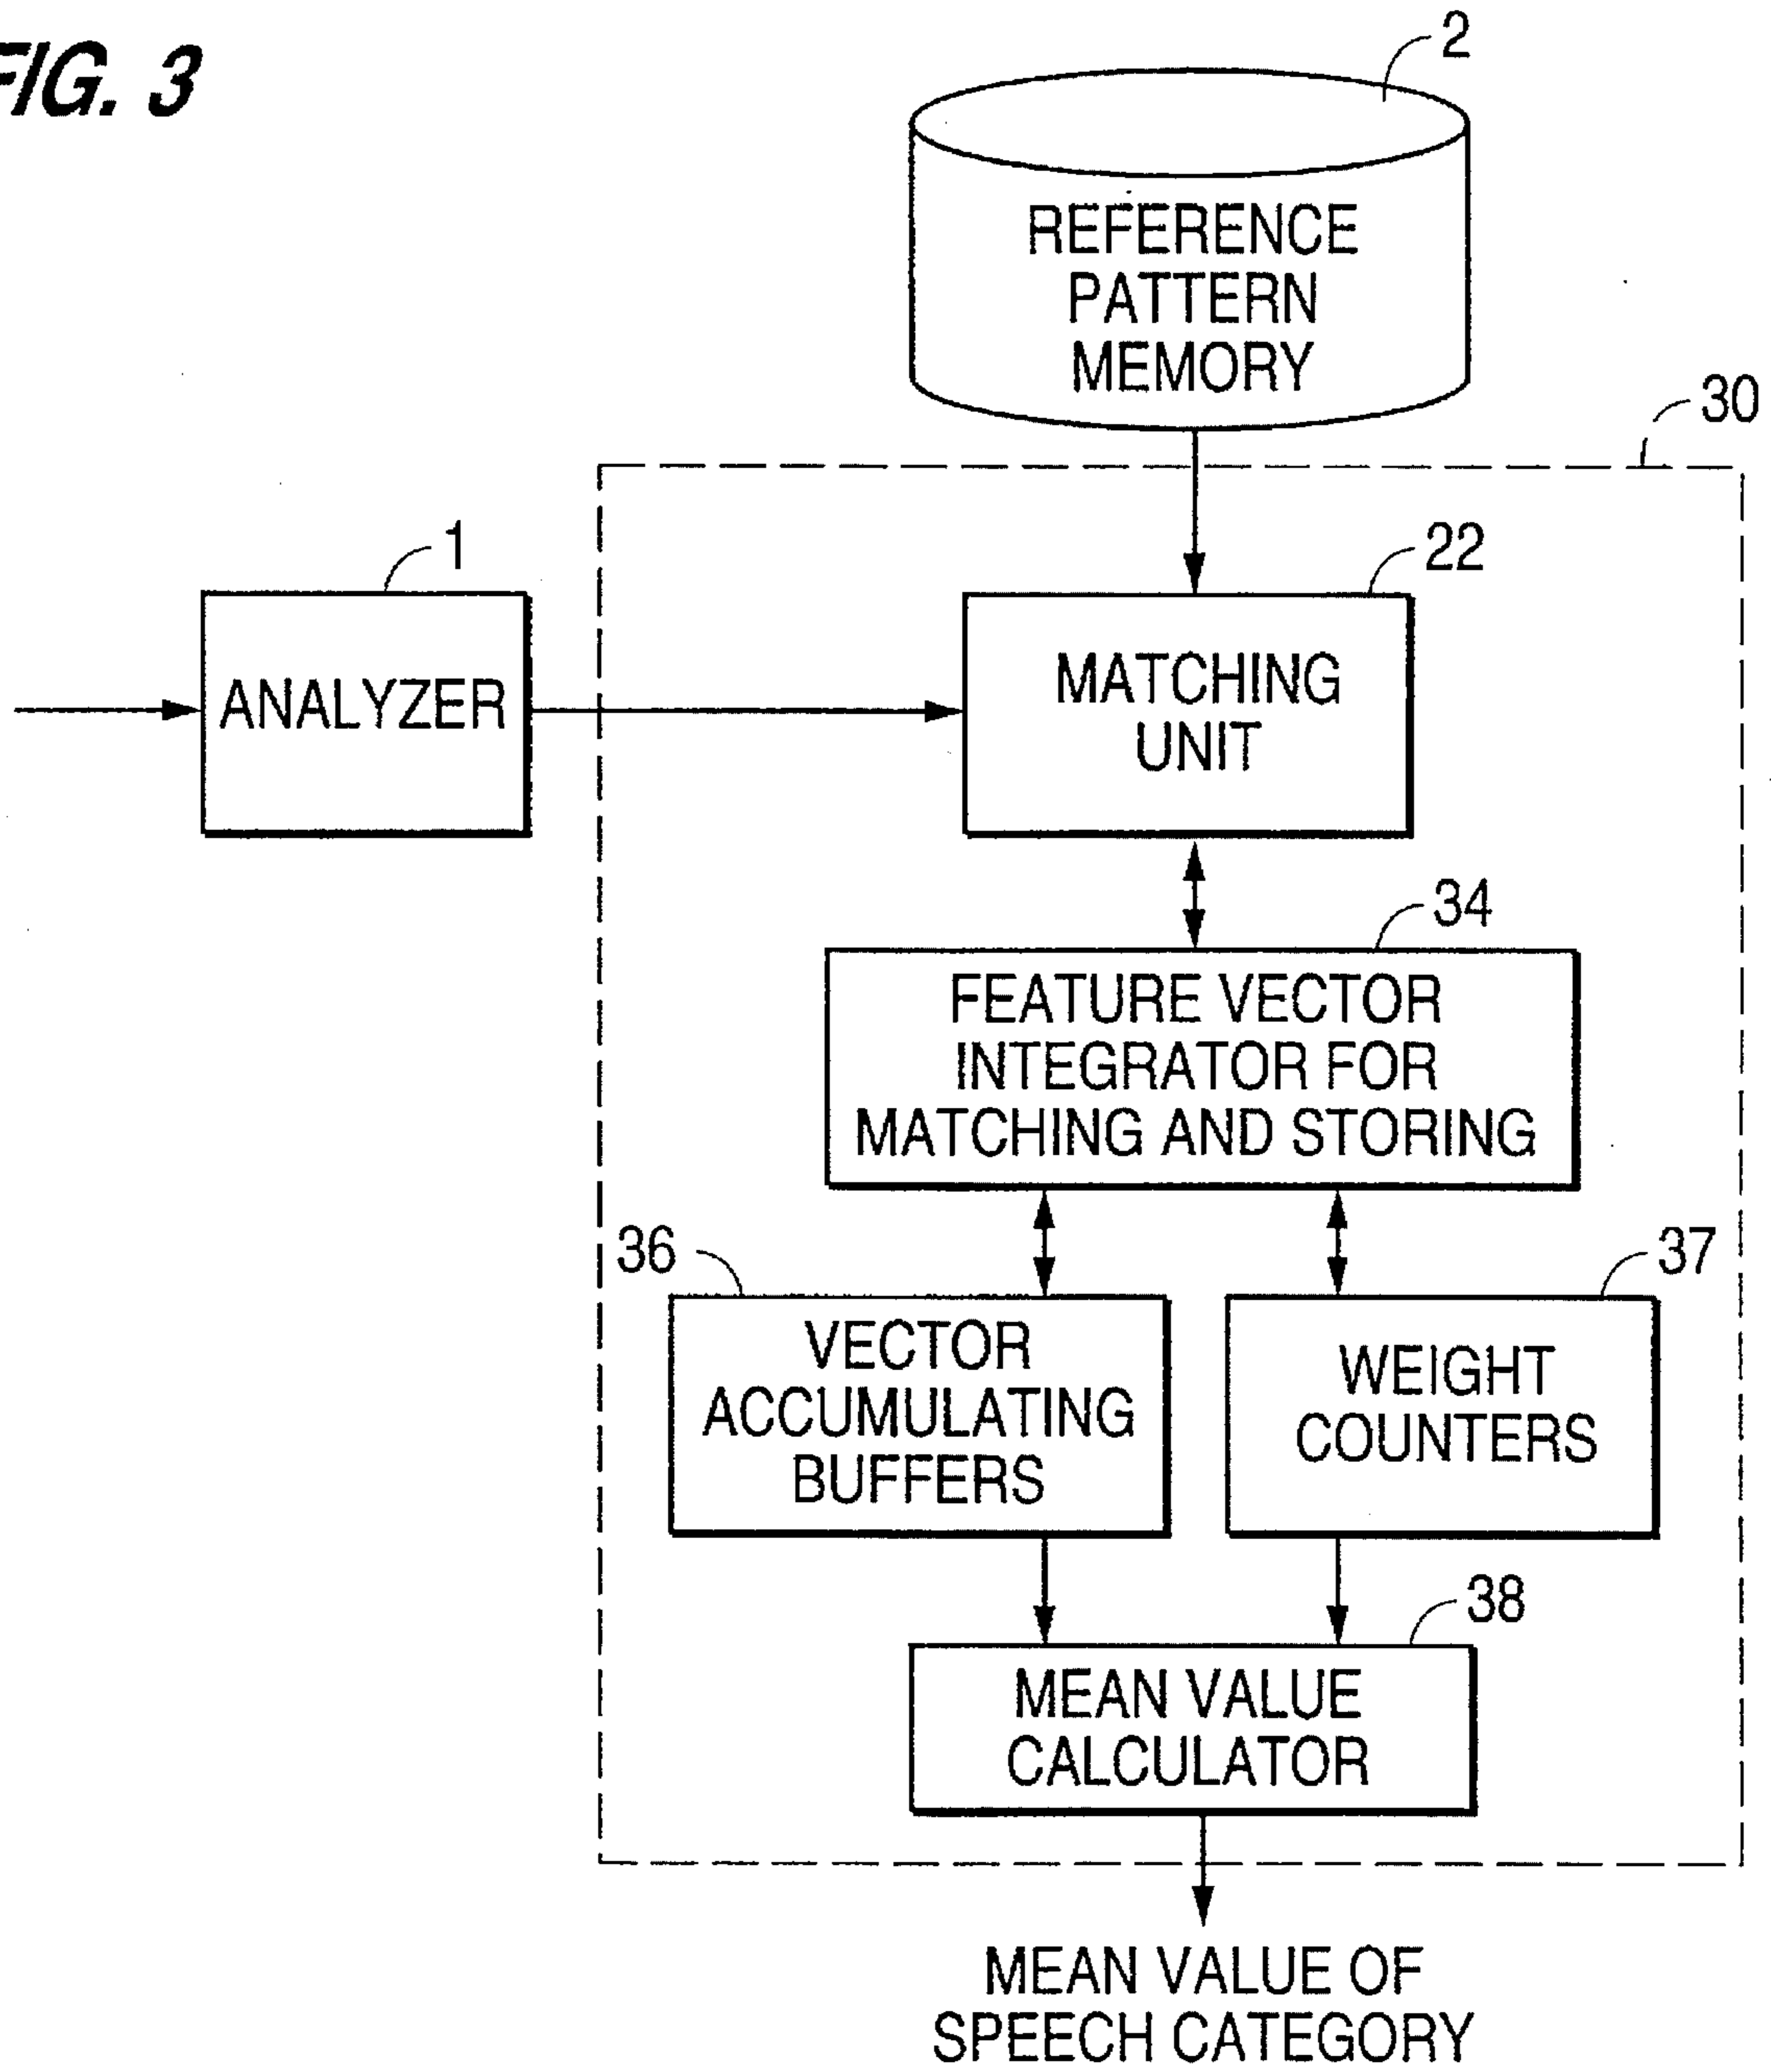 FIG. 3
2
REFERENCE
PATTERN
MEMORY
30
1
22
ANALYZER
MATCHING
UNIT
34
FEATURE VECTOR
INTEGRATOR FOR
MATCHING AND STORING
36
37
VECTOR
ACCUMULATING
BUFFERS
WEIGHT
COUNTERS
38
MEAN VALUE
CALCULATOR
MEAN VALUE OF
SPEECH CATEGORY